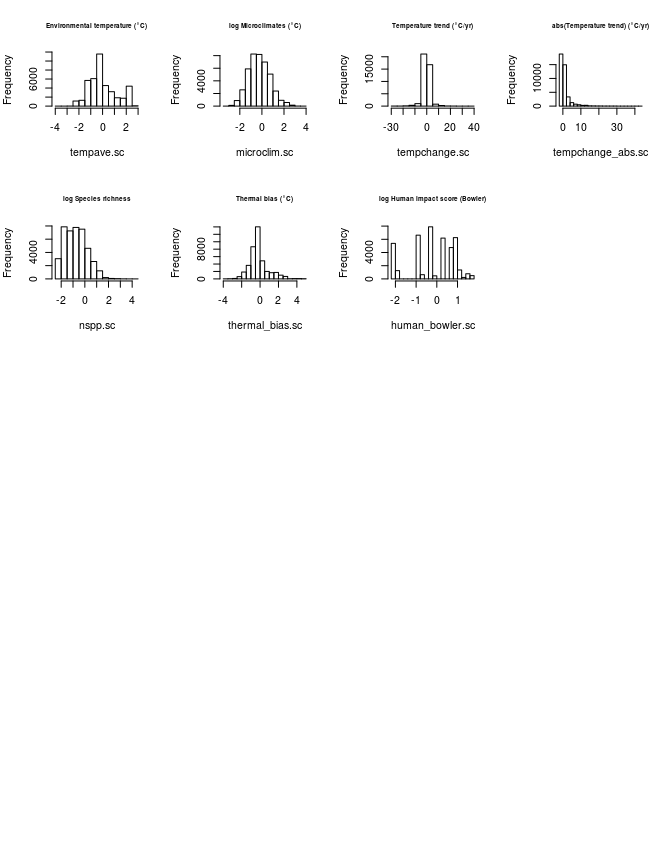 Environmental temperature (°C)
Frequency
0 6000
-4 -2 0 2
tempave.sc
log Microclimates (°C)
Frequency
0 4000
-2 0 2 4
microclim.sc
Temperature trend (°C/yr)
Frequency
0 15000
-30 0 20 40
tempchange.sc
abs(Temperature trend) (°C/yr)
Frequency
0 10000
0 10 30
tempchange_abs.sc
log Species richness
Frequency
0 4000
-2 0 2 4
nspp.sc
Thermal bias (°C)
Frequency
0 8000
-4 0 2 4
thermal_bias.sc
log Human impact score (Bowler)
Frequency
0 4000
-2 -1 0 1
human_bowler.sc